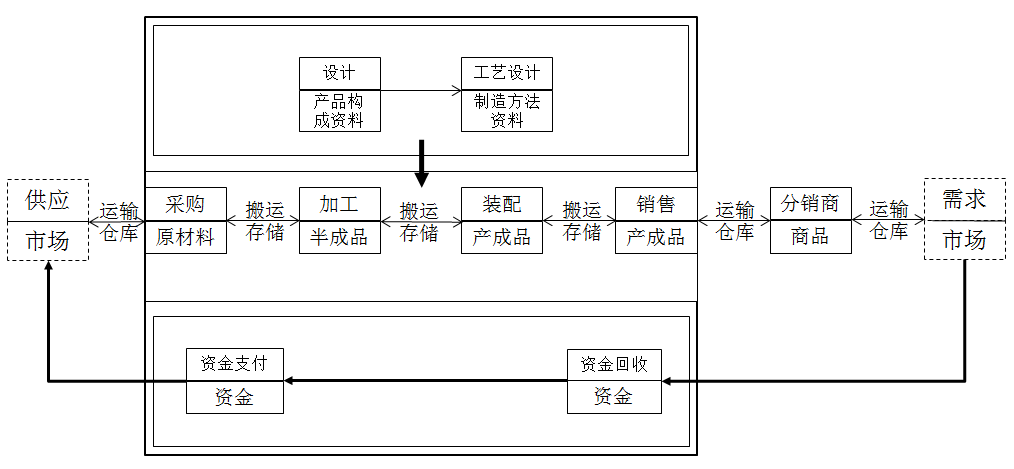 设计
产品构
成资料
工艺设计
制造方法
资料
供应
市场
运输
仓库
采购
原材料
搬运
存储
加工
半成品
搬运
存储
装配
产成品
搬运
存储
销售
产成品
运输
仓库
分销商
商品
运输
仓库
需求
市场
资金支付
资金
资金回收
资金